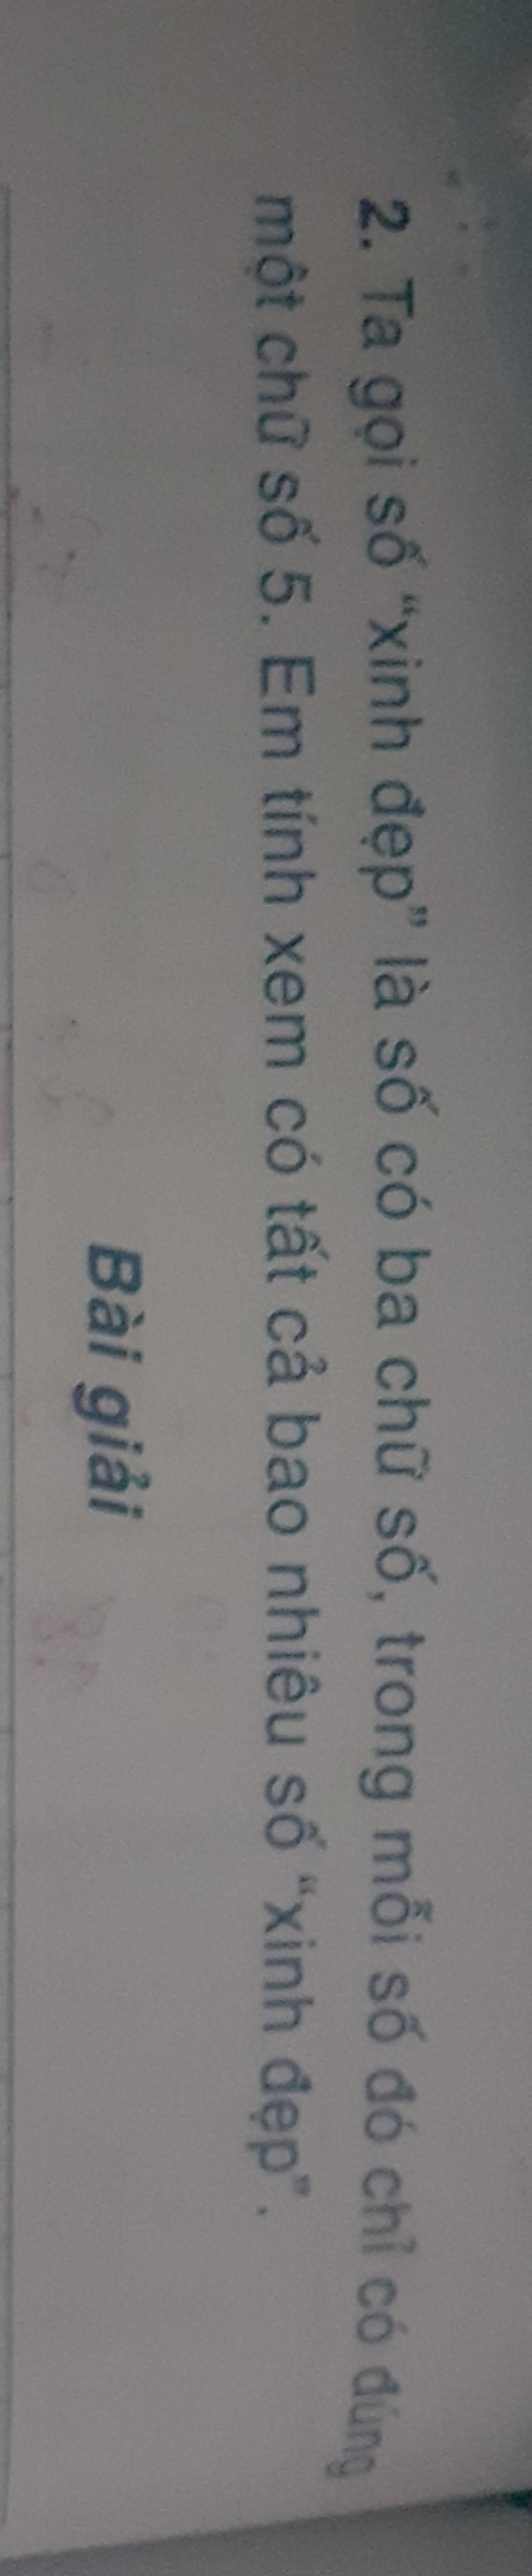 2. Ta gọi số “xinh đẹp” là số có ba chữ số, trong mỗi số đó chỉ có đúng
một chữ số 5. Em tính xem có tất cả bao nhiêu số “xinh đẹp”.
Bài giải